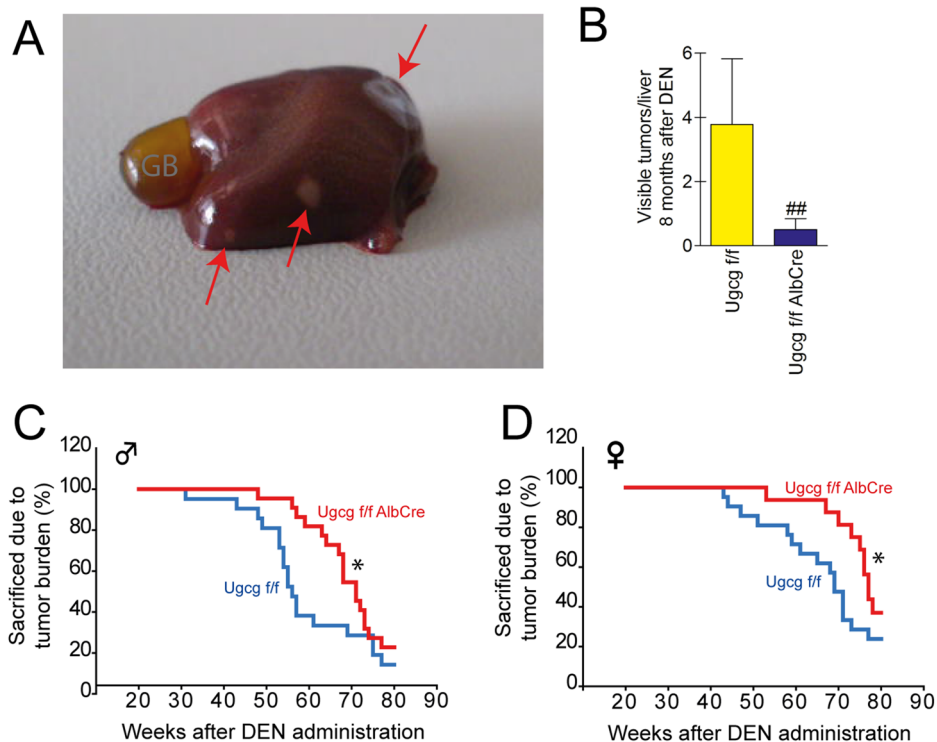 A
GB
B
Visible tumors/liver
8 months after DEN
6
4
2
0
##
Ugcg f/f
Ugcg f/f AlbCre
C
♂
Sacrificed due to
tumor burden (%)
120
100
80
60
40
20
0
Ugcg f/f AlbCre
*
Ugcg f/f
20 30 40 50 60 70 80 90
Weeks after DEN administration
D
♀
Sacrificed due to
tumor burden (%)
120
100
80
60
40
20
0
Ugcg f/f AlbCre
*
Ugcg f/f
20 30 40 50 60 70 80 90
Weeks after DEN administration